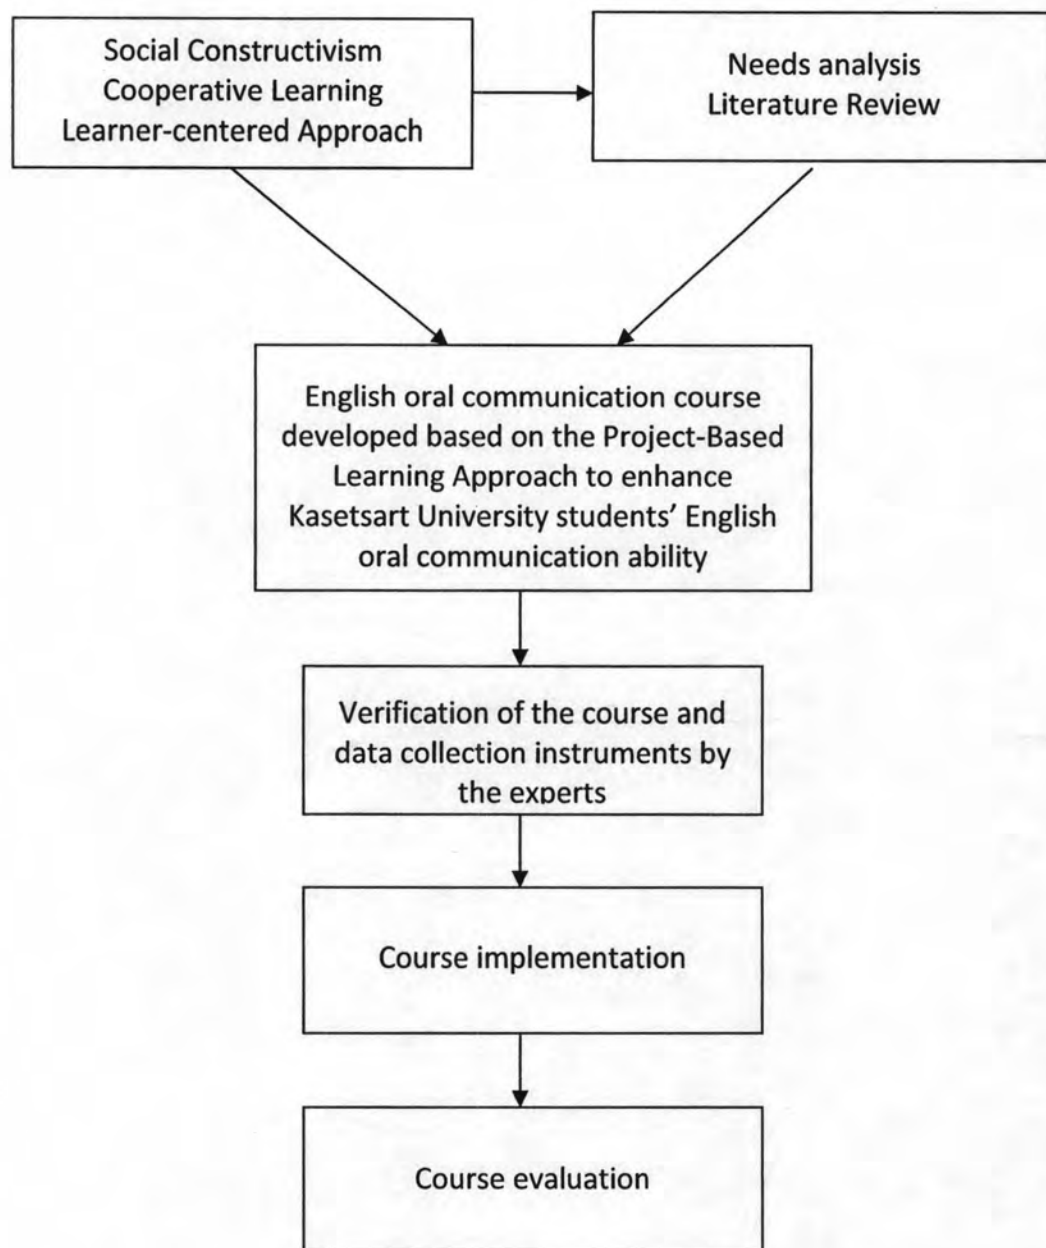 Social Constructivism
Cooperative Learning
Learner-centered Approach
Needs analysis
Literature Review
English oral communication course
developed based on the Project-Based
Learning Approach to enhance
Kasetsart University students’ English
oral communication ability
Verification of the course and
data collection instruments by
the experts
Course implementation
Course evaluation